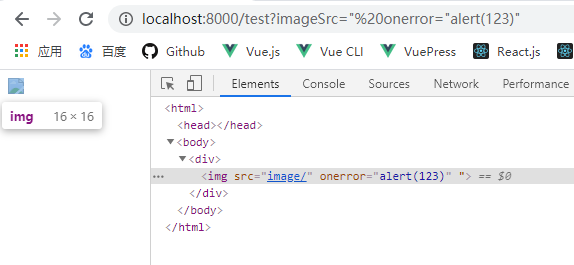 localhost:8000/test?imageSrc="%20onerror="alert(123)"
应用 百度 Github Vue.js Vue CLI VuePress React.js
img 16 × 16
Elements Console Sources Network Performance
<html>
<head></head>
<body>
<div>
··· <img src="image/" onerror="alert(123)" "> == $0
</div>
</body>
</html>